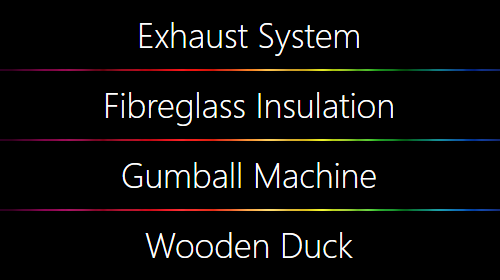 Exhaust System
Fibreglass Insulation
Gumball Machine
Wooden Duck